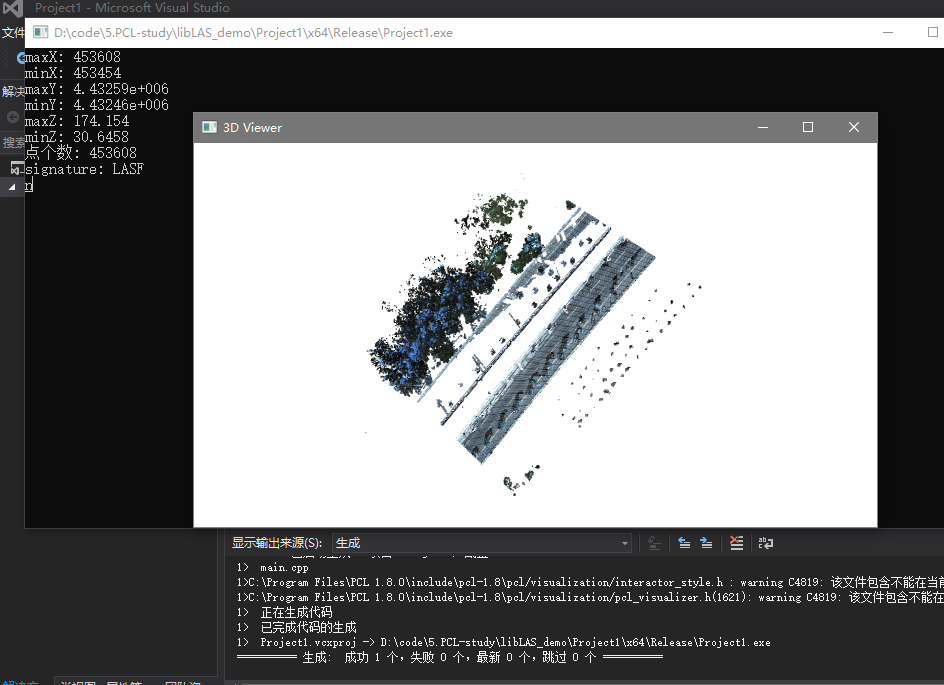 Project1 - Microsoft Visual Studio
文件
D:\code\5.PCL-study\libLAS_demo\Project1\x64\Release\Project1.exe
maxX: 453608
minX: 453454
maxY: 4.43259e+006
minY: 4.43246e+006
maxZ: 174.154
minZ: 30.6458
点个数: 453608
signature: LASF
n
解决
搜索
3D Viewer
显示输出来源(S): 生成
1> main.cpp
1>C:\Program Files\PCL 1.8.0\include\pcl-1.8\pcl/visualization/interactor_style.h : warning C4819: 该文件包含不能在当前
1>C:\Program Files\PCL 1.8.0\include\pcl-1.8\pcl/visualization/pcl_visualizer.h(1621): warning C4819: 该文件包含不能在
1> 正在生成代码
1> 已完成代码的生成
1> Project1.vcxproj -> D:\code\5.PCL-study\libLAS_demo\Project1\x64\Release\Project1.exe
========== 生成: 成功 1 个，失败 0 个，最新 0 个，跳过 0 个 ==========